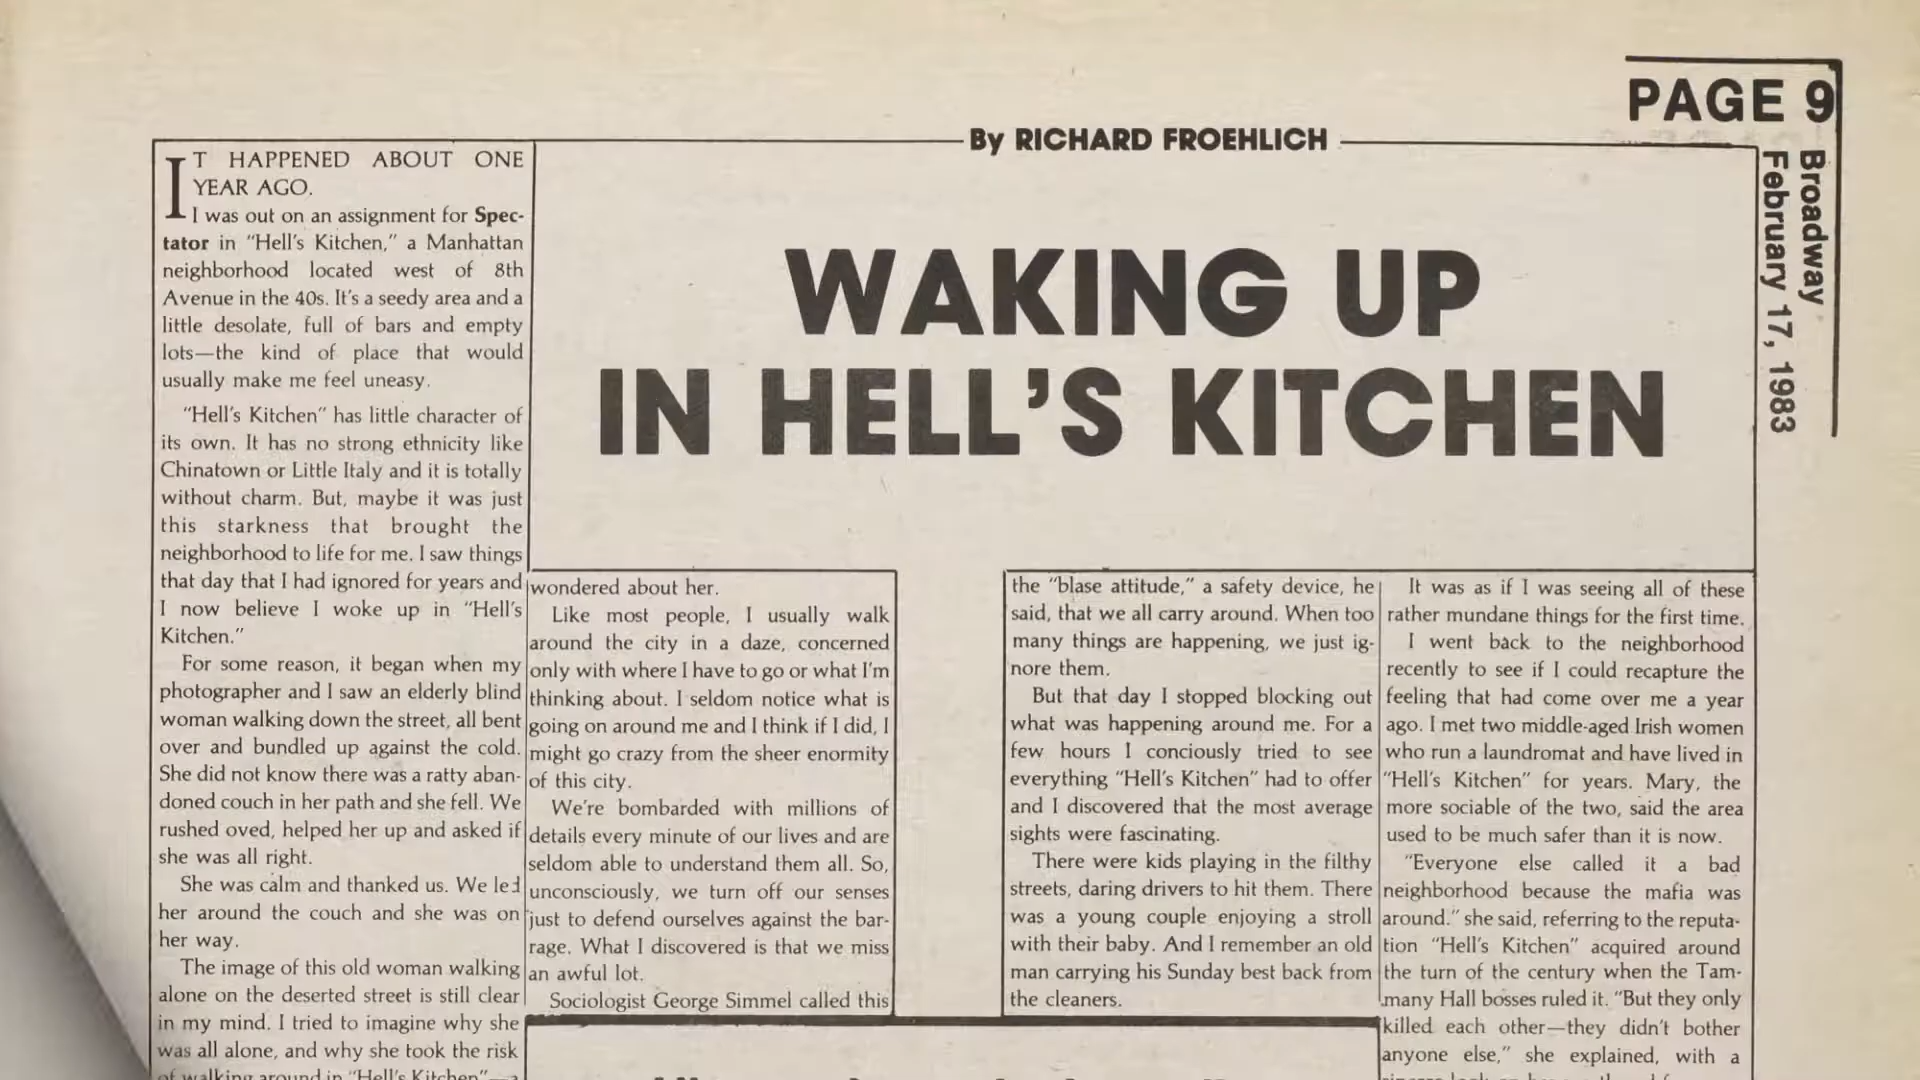 PAGE 9
Broadway
February 17, 1983
By RICHARD FROEHLICH
WAKING UP
IN HELL'S KITCHEN
IT HAPPENED ABOUT ONE
YEAR AGO.
I was out on an assignment for Spec-
tator in "Hell's Kitchen," a Manhattan
neighborhood located west of 8th
Avenue in the 40s. It's a seedy area and a
little desolate, full of bars and empty
lots—the kind of place that would
usually make me feel uneasy.
"Hell's Kitchen" has little character of
its own. It has no strong ethnicity like
Chinatown or Little Italy and it is totally
without charm. But, maybe it was just
this starkness that brought the
neighborhood to life for me. I saw things
that day that I had ignored for years and
I now believe I woke up in "Hell's
Kitchen."
For some reason, it began when my
photographer and I saw an elderly blind
woman walking down the street, all bent
over and bundled up against the cold.
She did not know there was a ratty aban-
doned couch in her path and she fell. We
rushed oved, helped her up and asked if
she was all right.
She was calm and thanked us. We led
her around the couch and she was on
her way.
The image of this old woman walking
alone on the deserted street is still clear
in my mind. I tried to imagine why she
was all alone, and why she took the risk
of walking around in "Hell's Kitchen"—a
wondered about her.
Like most people, I usually walk
around the city in a daze, concerned
only with where I have to go or what I'm
thinking about. I seldom notice what is
going on around me and I think if I did, I
might go crazy from the sheer enormity
of this city.
We're bombarded with millions of
details every minute of our lives and are
seldom able to understand them all. So,
unconsciously, we turn off our senses
just to defend ourselves against the bar-
rage. What I discovered is that we miss
an awful lot.
Sociologist George Simmel called this
the "blase attitude," a safety device, he
said, that we all carry around. When too
many things are happening, we just ig-
nore them.
But that day I stopped blocking out
what was happening around me. For a
few hours I conciously tried to see
everything "Hell's Kitchen" had to offer
and I discovered that the most average
sights were fascinating.
There were kids playing in the filthy
streets, daring drivers to hit them. There
was a young couple enjoying a stroll
with their baby. And I remember an old
man carrying his Sunday best back from
the cleaners.
It was as if I was seeing all of these
rather mundane things for the first time.
I went back to the neighborhood
recently to see if I could recapture the
feeling that had come over me a year
ago. I met two middle-aged Irish women
who run a laundromat and have lived in
"Hell's Kitchen" for years. Mary, the
more sociable of the two, said the area
used to be much safer than it is now.
"Everyone else called it a bad
neighborhood because the mafia was
around." she said, referring to the reputa-
tion "Hell's Kitchen" acquired around
the turn of the century when the Tam-
many Hall bosses ruled it. "But they only
killed each other—they didn't bother
anyone else," she explained, with a